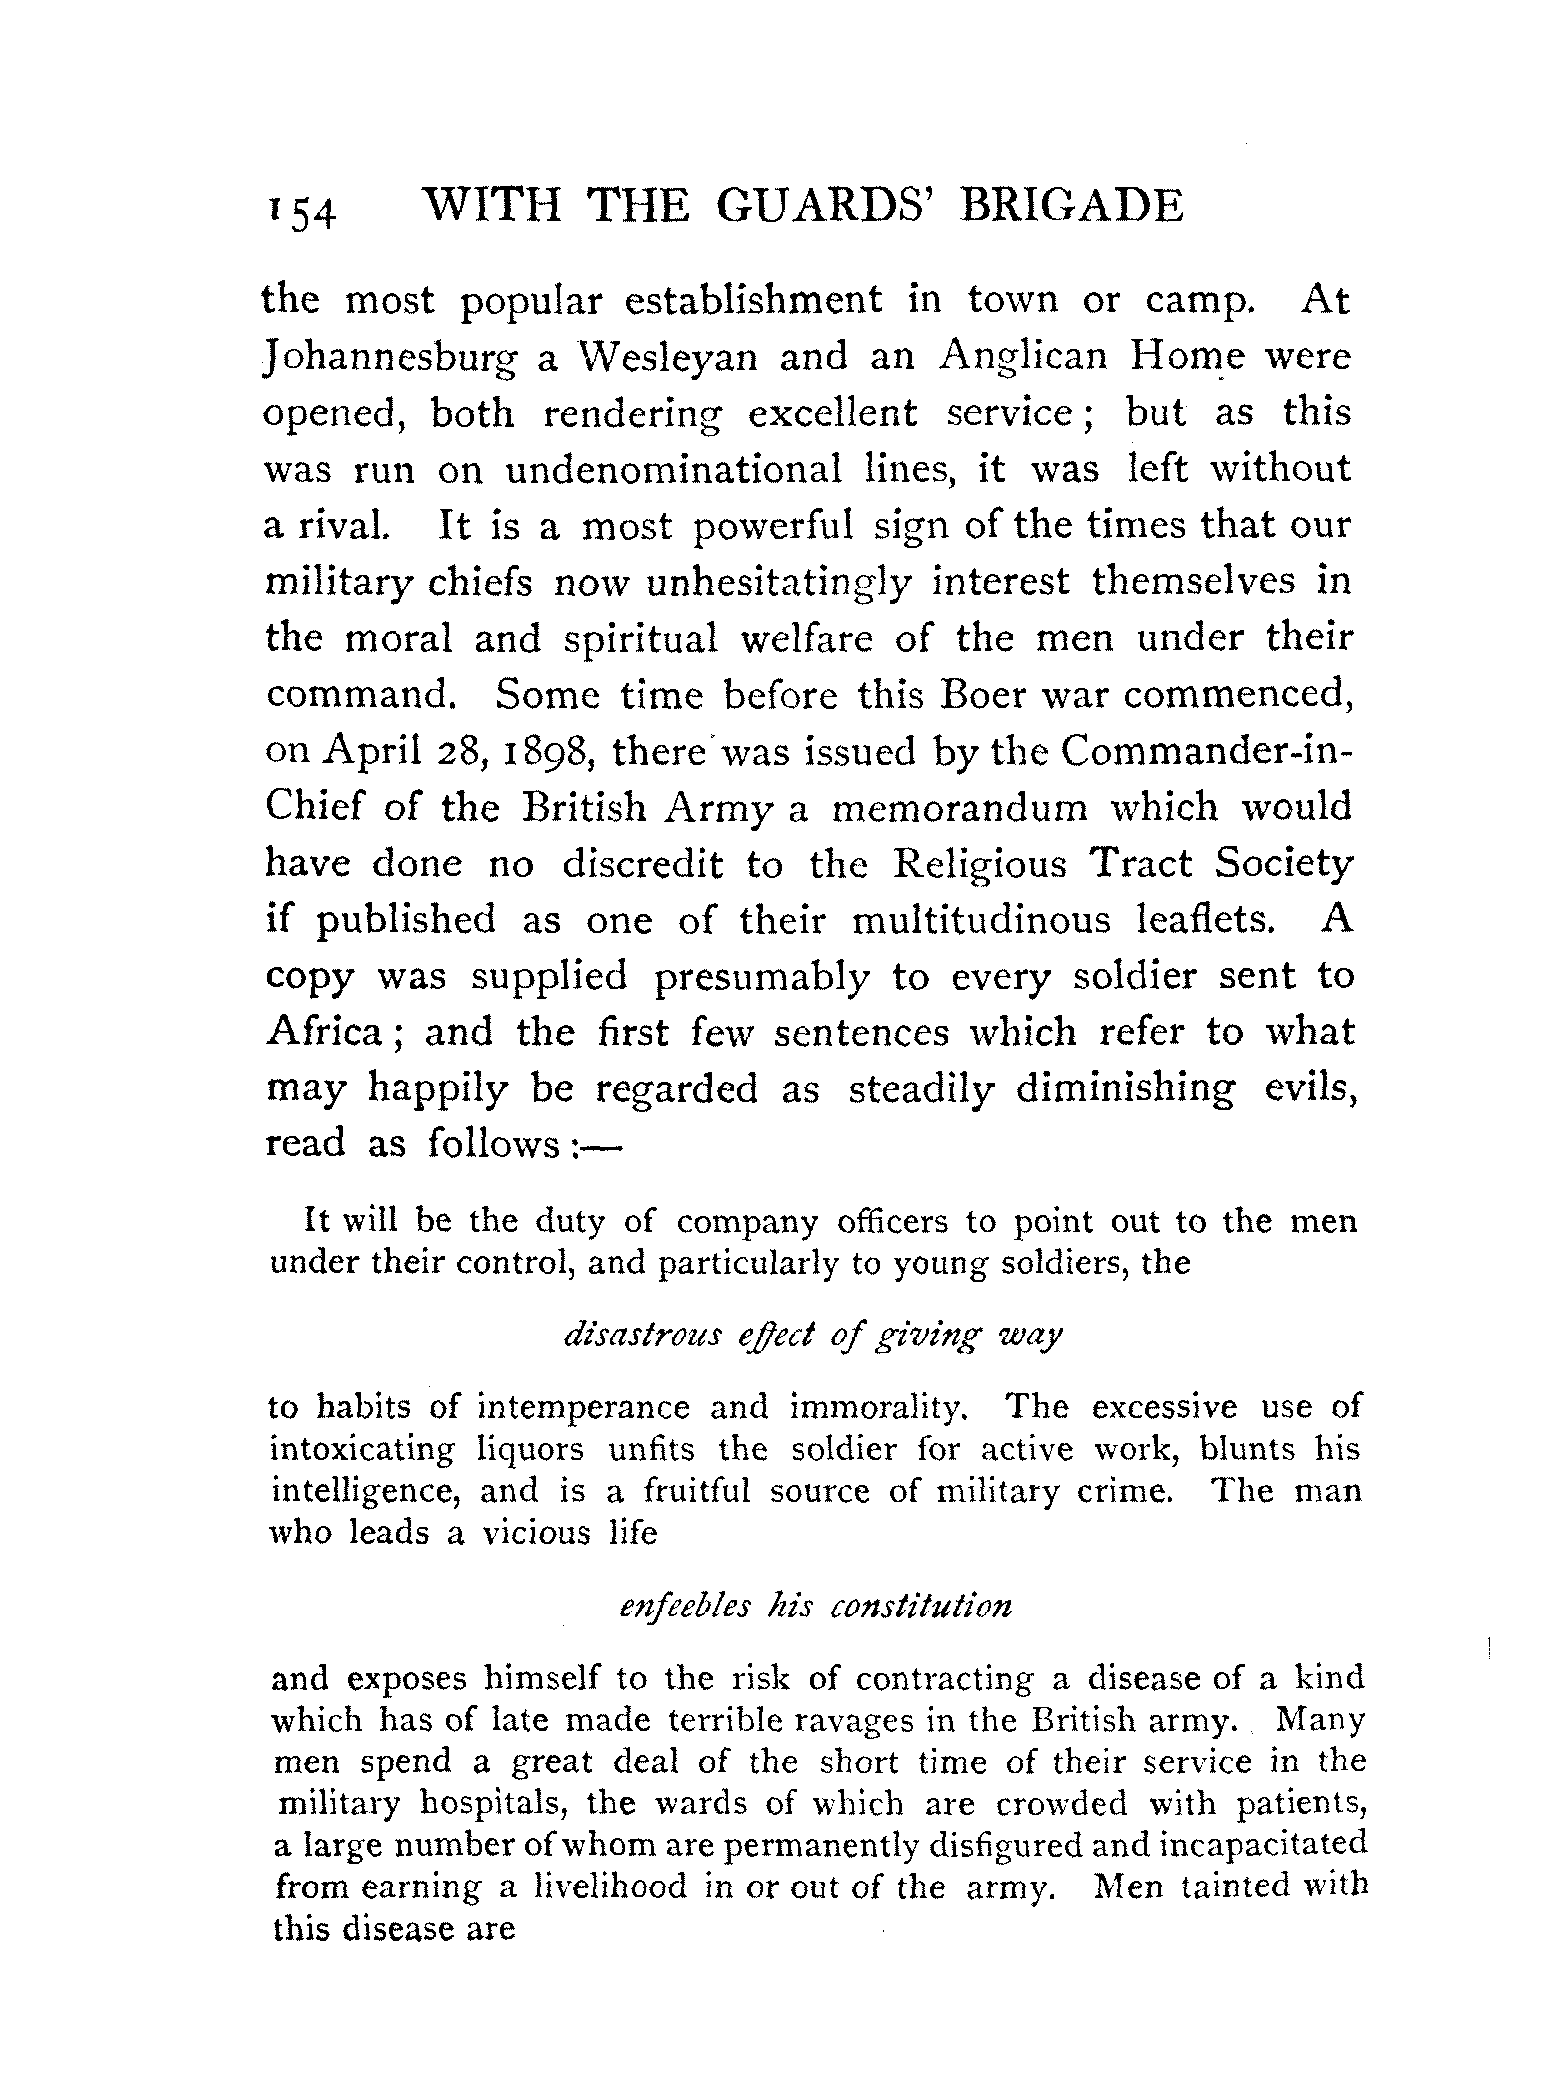 154 WITH THE GUARDS' BRIGADE
the most popular establishment in town or camp. At
Johannesburg a Wesleyan and an Anglican Home were
opened, both rendering excellent service; but as this
was run on undenominational lines, it was left without
a rival. It is a most powerful sign of the times that our
military chiefs now unhesitatingly interest themselves in
the moral and spiritual welfare of the men under their
command. Some time before this Boer war commenced,
on April 28, 1898, there was issued by the Commander-in-
Chief of the British Army a memorandum which would
have done no discredit to the Religious Tract Society
if published as one of their multitudinous leaflets. A
copy was supplied presumably to every soldier sent to
Africa; and the first few sentences which refer to what
may happily be regarded as steadily diminishing evils,
read as follows:—
It will be the duty of company officers to point out to the men
under their control, and particularly to young soldiers, the
disastrous effect of giving way
to habits of intemperance and immorality. The excessive use of
intoxicating liquors unfits the soldier for active work, blunts his
intelligence, and is a fruitful source of military crime. The man
who leads a vicious life
enfeebles his constitution
and exposes himself to the risk of contracting a disease of a kind
which has of late made terrible ravages in the British army. Many
men spend a great deal of the short time of their service in the
military hospitals, the wards of which are crowded with patients,
a large number of whom are permanently disfigured and incapacitated
from earning a livelihood in or out of the army. Men tainted with
this disease are